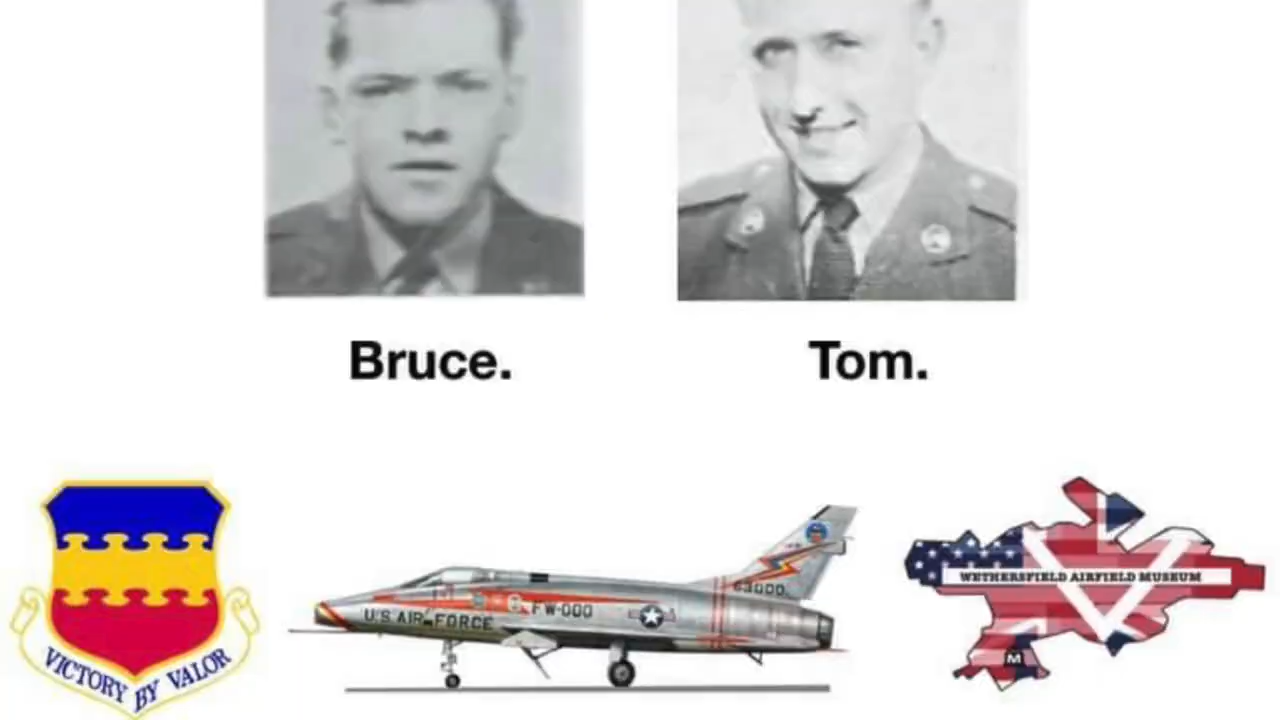 Bruce.
Tom.
U.S. AIR FORCE
FW-000
63000
WETHERSFIELD AIRFIELD MUSEUM
M
VICTORY BY VALOR